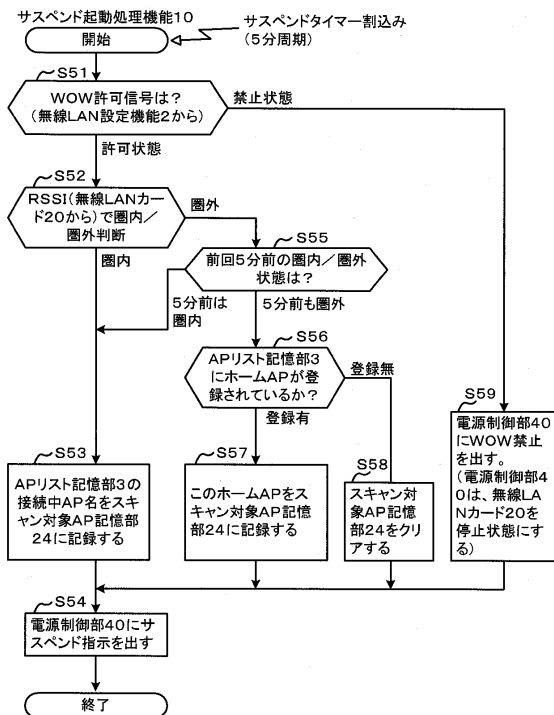 サスペンド起動処理機能10
サスペンドタイマー割込み
(5分周期)
開始
S51
WOW許可信号は?
(無線LAN設定機能2から)
禁止状態
許可状態
S52
RSSI(無線LANカー
ド20から)で圏内/
圏外判断
圏外
圏内
S55
前回5分前の圏内/圏外
状態は?
5分前は
圏内
5分前も圏外
S56
APリスト記憶部3
にホームAPが登
録されているか?
登録無
登録有
S59
電源制御部40
にWOW禁止
を出す。
(電源制御部4
0は、無線LA
Nカード20を
停止状態にす
る)
S53
APリスト記憶部3の
接続中AP名をスキ
ャン対象AP記憶部
24に記録する
S57
このホームAPをス
キャン対象AP記憶
部24に記録する
S58
スキャン対
象AP記憶
部24をクリ
アする
S54
電源制御部40にサ
スペンド指示を出す
終了